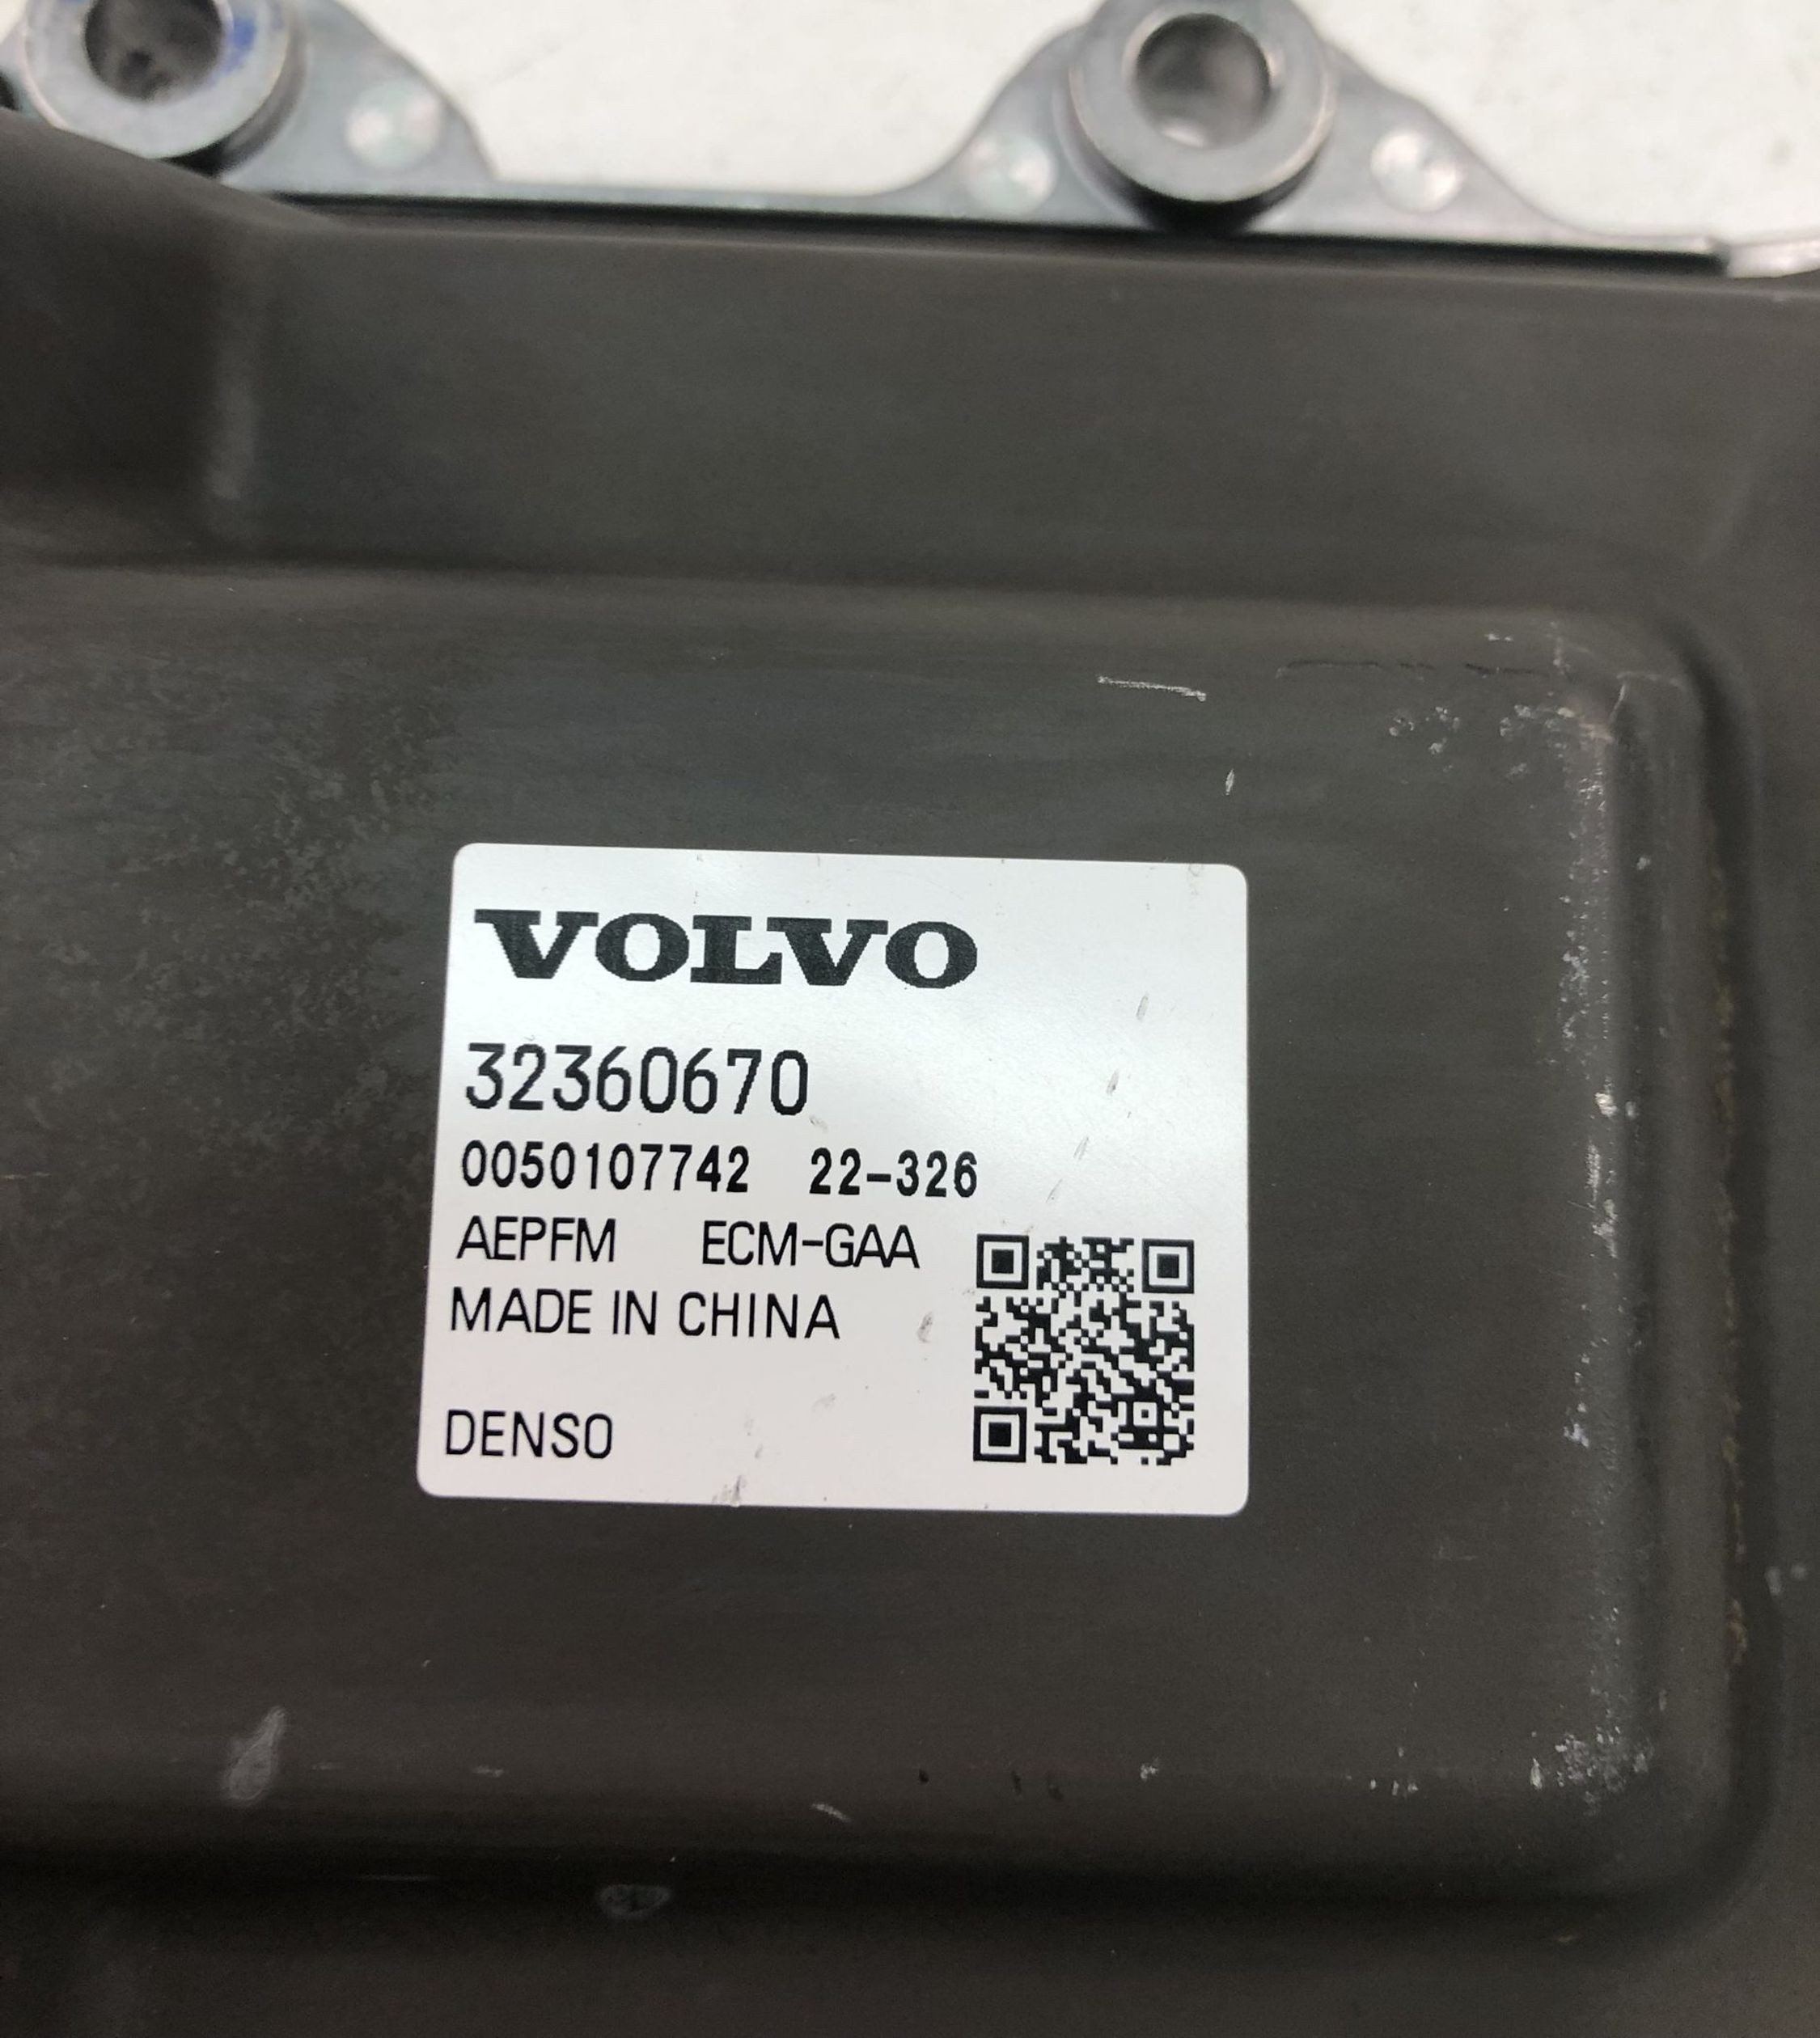 VOLVO
32360670
0050107742 22-326
AEPFM ECM-GAA
MADE IN CHINA
DENSO